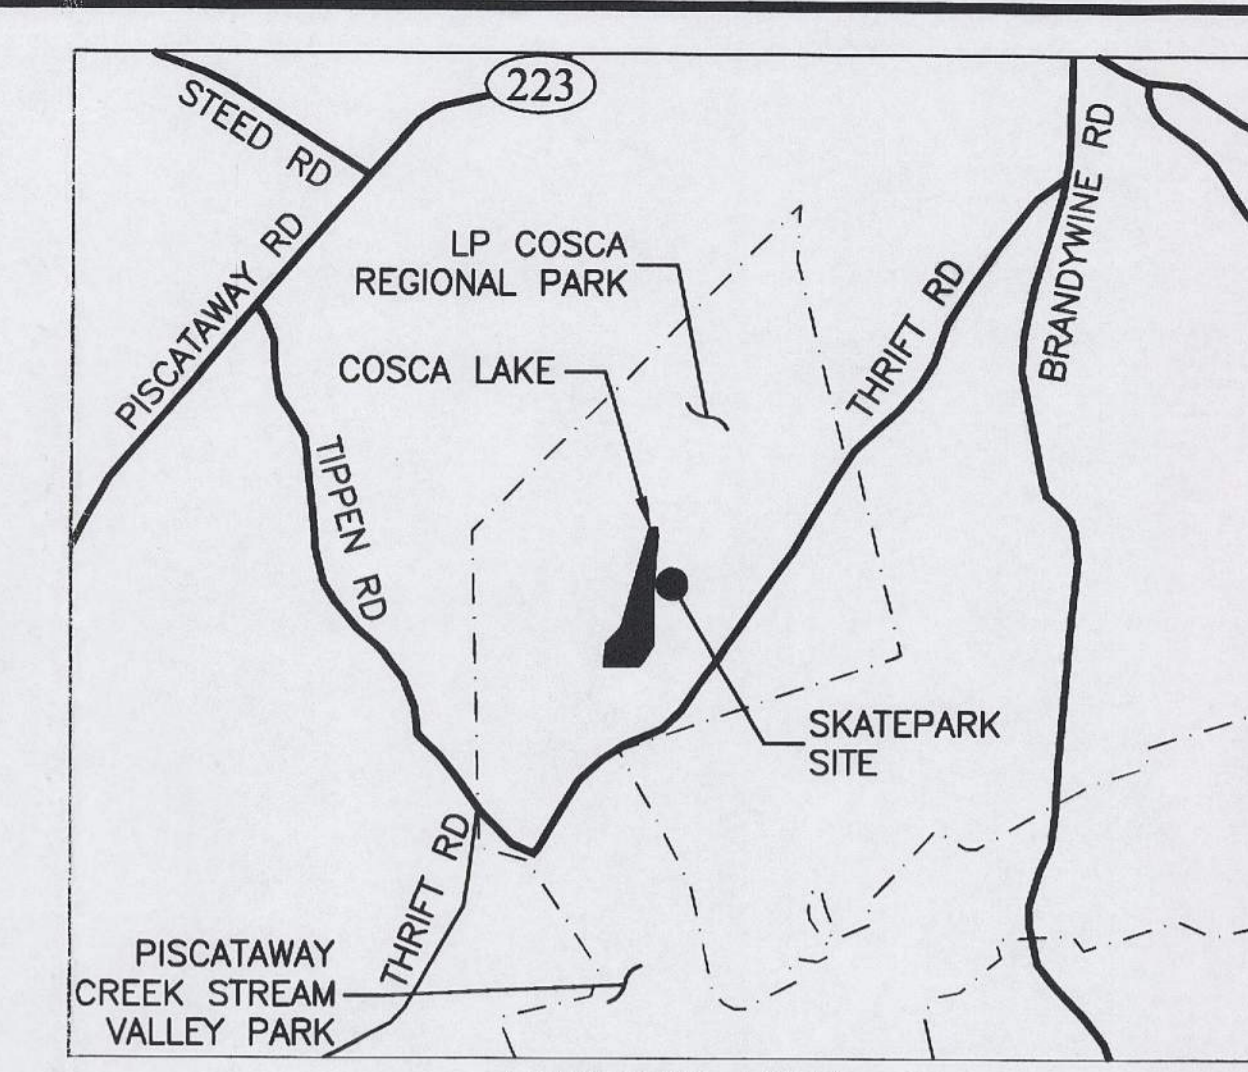 223
STEED RD
PISCATAWAY RD
BRANDYWINE RD
LP COSCA
REGIONAL PARK
THRIFT RD
COSCA LAKE
TIPPEN RD
SKATEPARK
SITE
THRIFT RD
PISCATAWAY
CREEK STREAM
VALLEY PARK